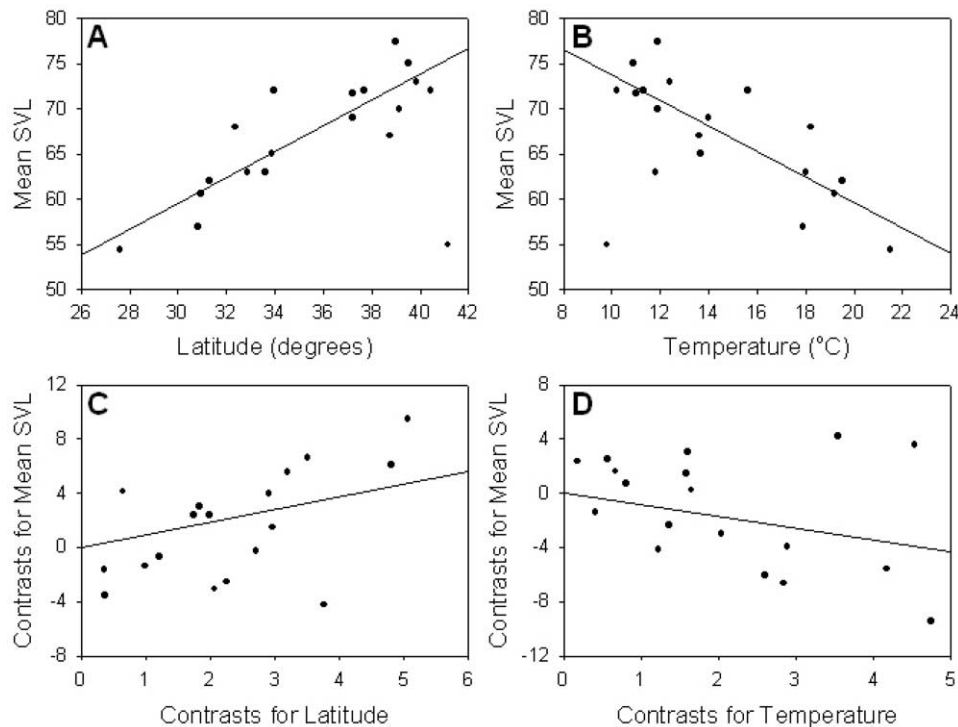 A
Mean SVL
80
75
70
65
60
55
50
26 28 30 32 34 36 38 40 42
Latitude (degrees)
B
Mean SVL
80
75
70
65
60
55
50
8 10 12 14 16 18 20 22 24
Temperature (°C)
C
Contrasts for Mean SVL
12
8
4
0
-4
-8
0 1 2 3 4 5 6
Contrasts for Latitude
D
Contrasts for Mean SVL
8
4
0
-4
-8
-12
0 1 2 3 4 5
Contrasts for Temperature